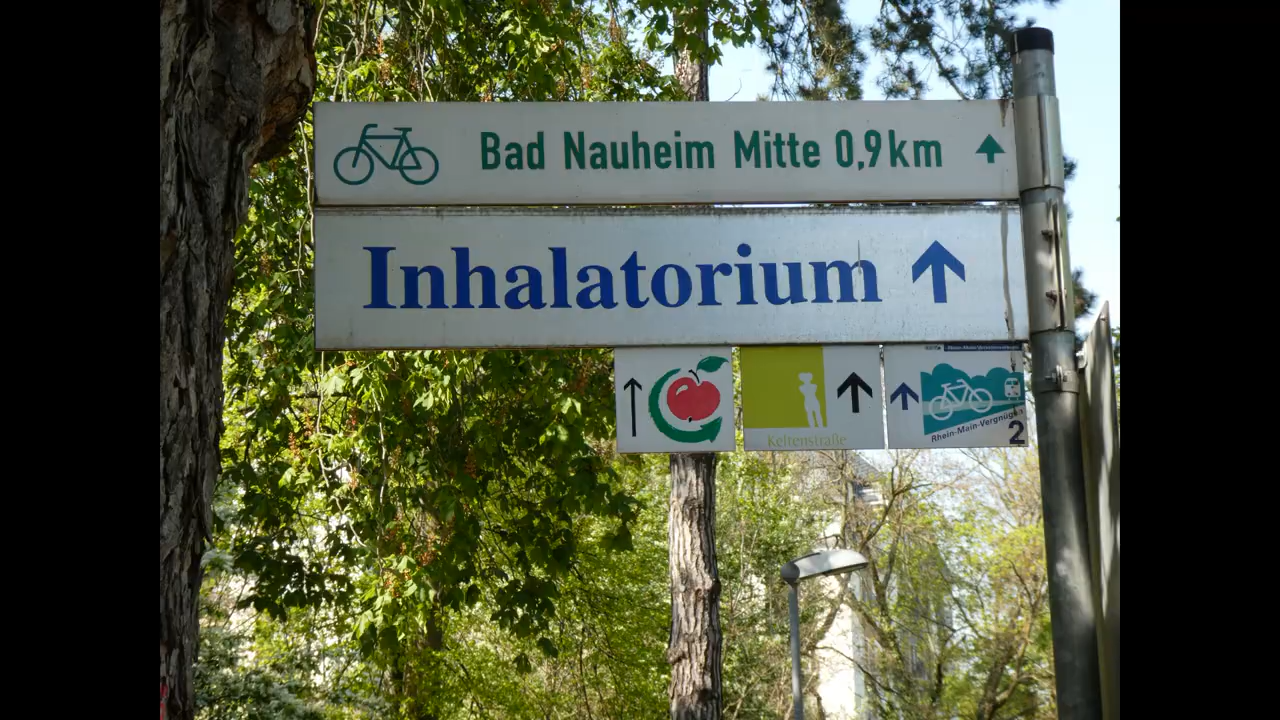 Bad Nauheim Mitte 0,9 km
Inhalatorium
Keltenstraße
Rhein-Main-Vergnügen
2